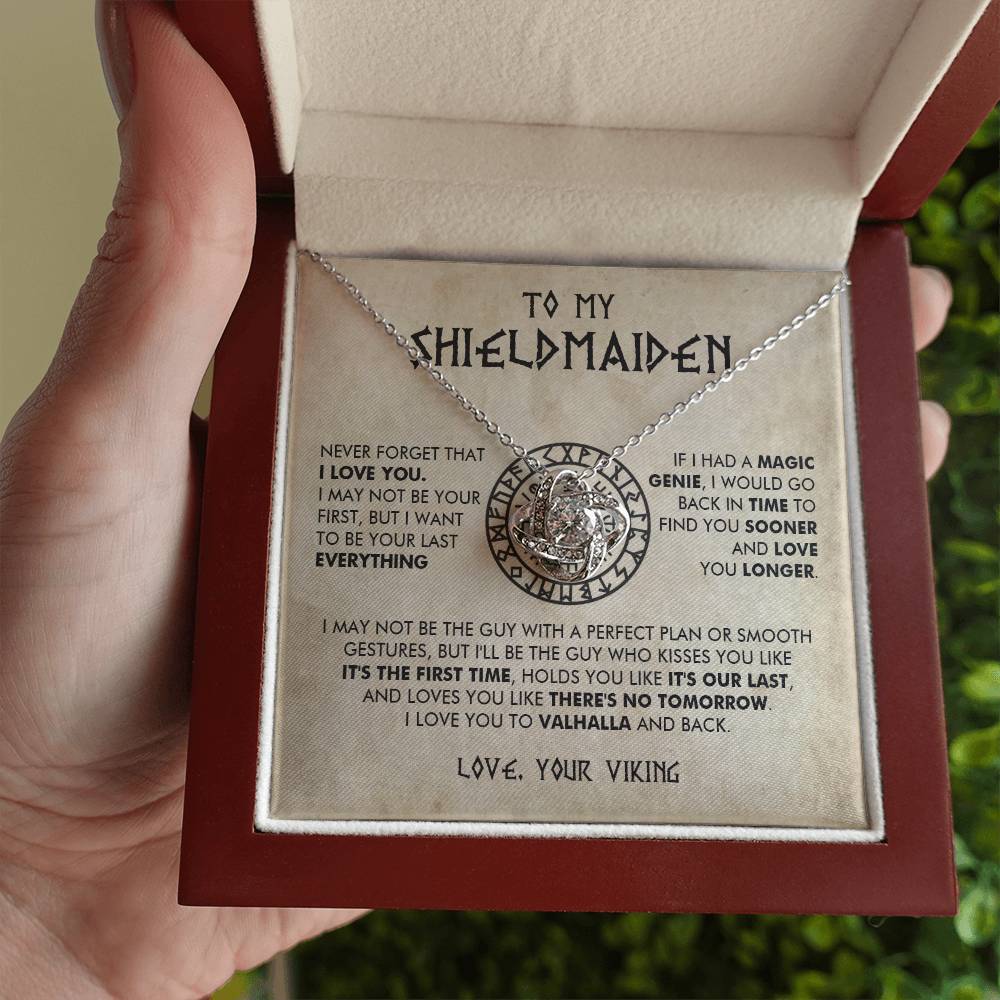 TO MY
SHIELDMAIDEN
NEVER FORGET THAT
I LOVE YOU.
I MAY NOT BE YOUR
FIRST, BUT I WANT
TO BE YOUR LAST
EVERYTHING
IF I HAD A MAGIC
GENIE, I WOULD GO
BACK IN TIME TO
FIND YOU SOONER
AND LOVE
YOU LONGER.
I MAY NOT BE THE GUY WITH A PERFECT PLAN OR SMOOTH
GESTURES, BUT I'LL BE THE GUY WHO KISSES YOU LIKE
IT'S THE FIRST TIME, HOLDS YOU LIKE IT'S OUR LAST,
AND LOVES YOU LIKE THERE'S NO TOMORROW.
I LOVE YOU TO VALHALLA AND BACK.
LOVE, YOUR VIKING